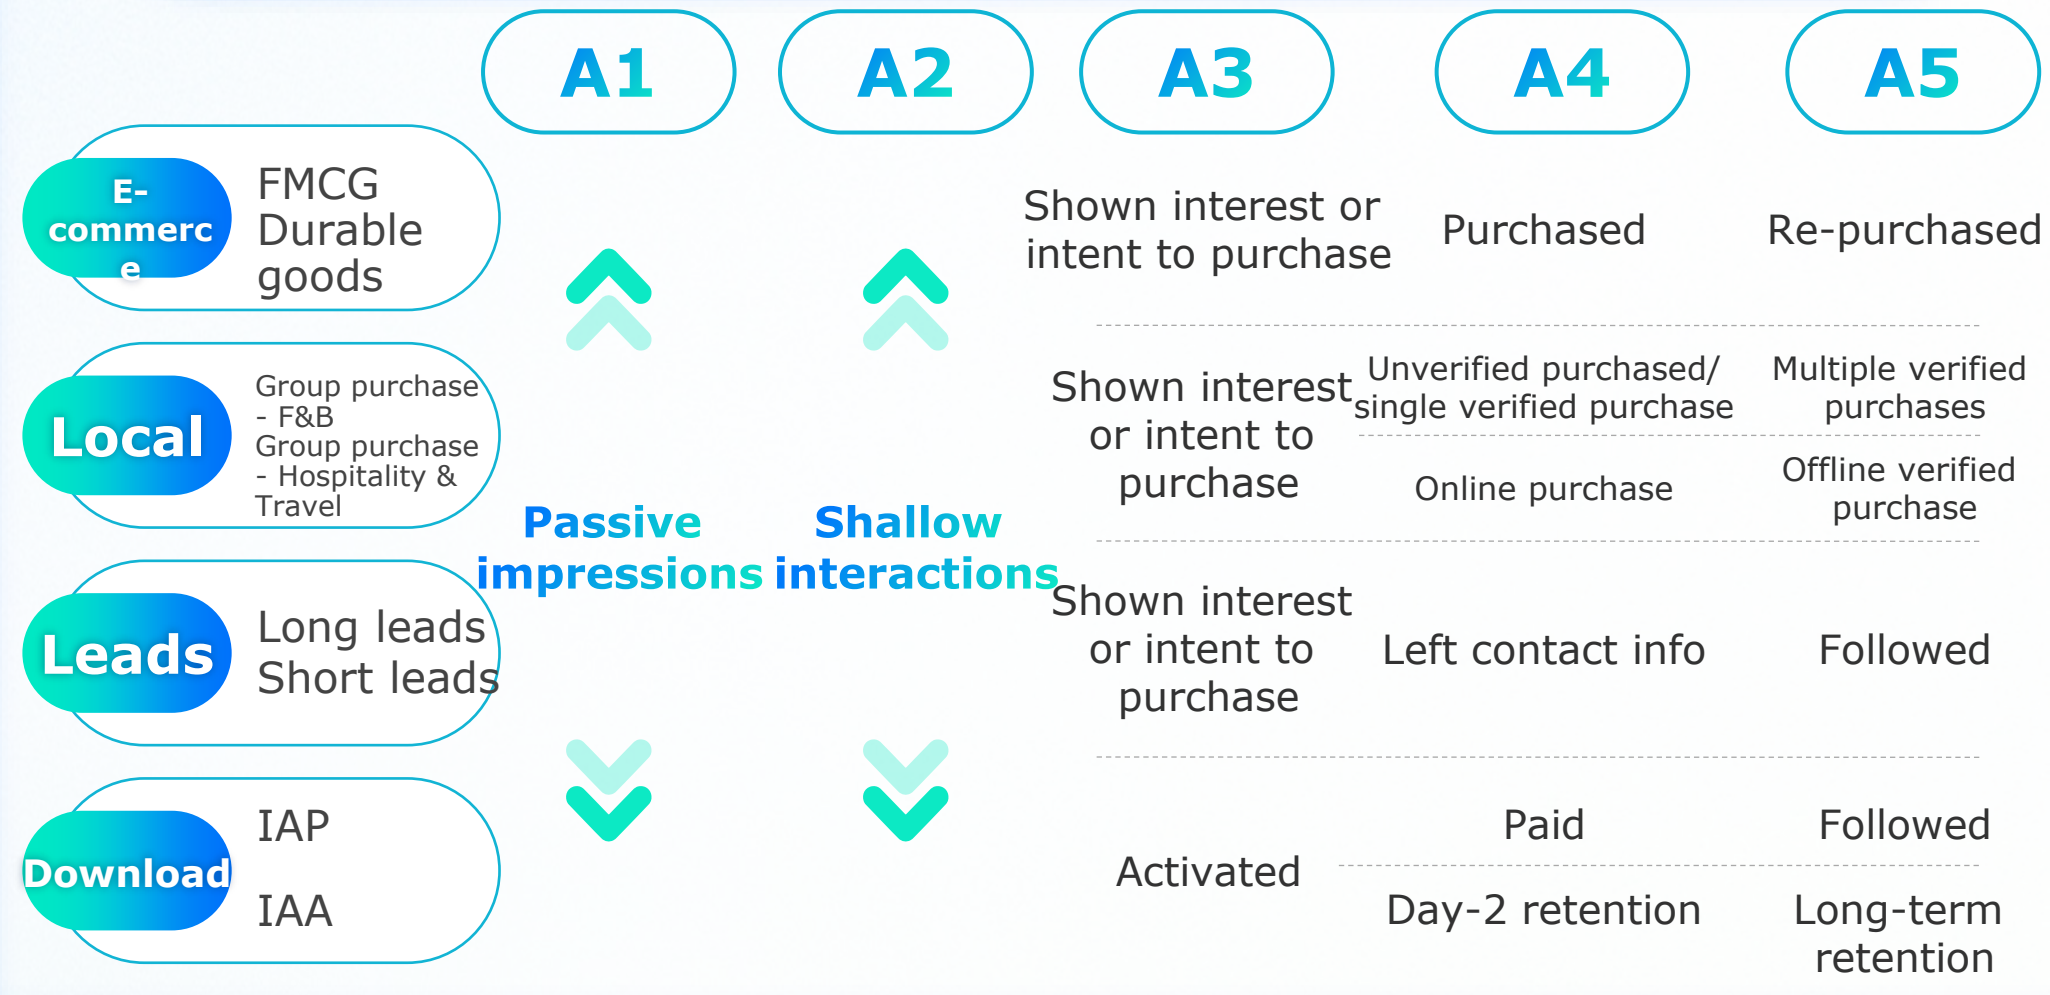 A1
A2
A3
A4
A5
E-
commerc
e
FMCG
Durable
goods
Shown interest or
intent to purchase
Purchased
Re-purchased
Local
Group purchase
- F&B
Group purchase
- Hospitality &
Travel
Shown interest
or intent to
purchase
Unverified purchased/
single verified purchase
Multiple verified
purchases
Online purchase
Offline verified
purchase
Passive
impressions
Shallow
interactions
Leads
Long leads
Short leads
Shown interest
or intent to
purchase
Left contact info
Followed
Download
IAP
IAA
Activated
Paid
Followed
Day-2 retention
Long-term
retention